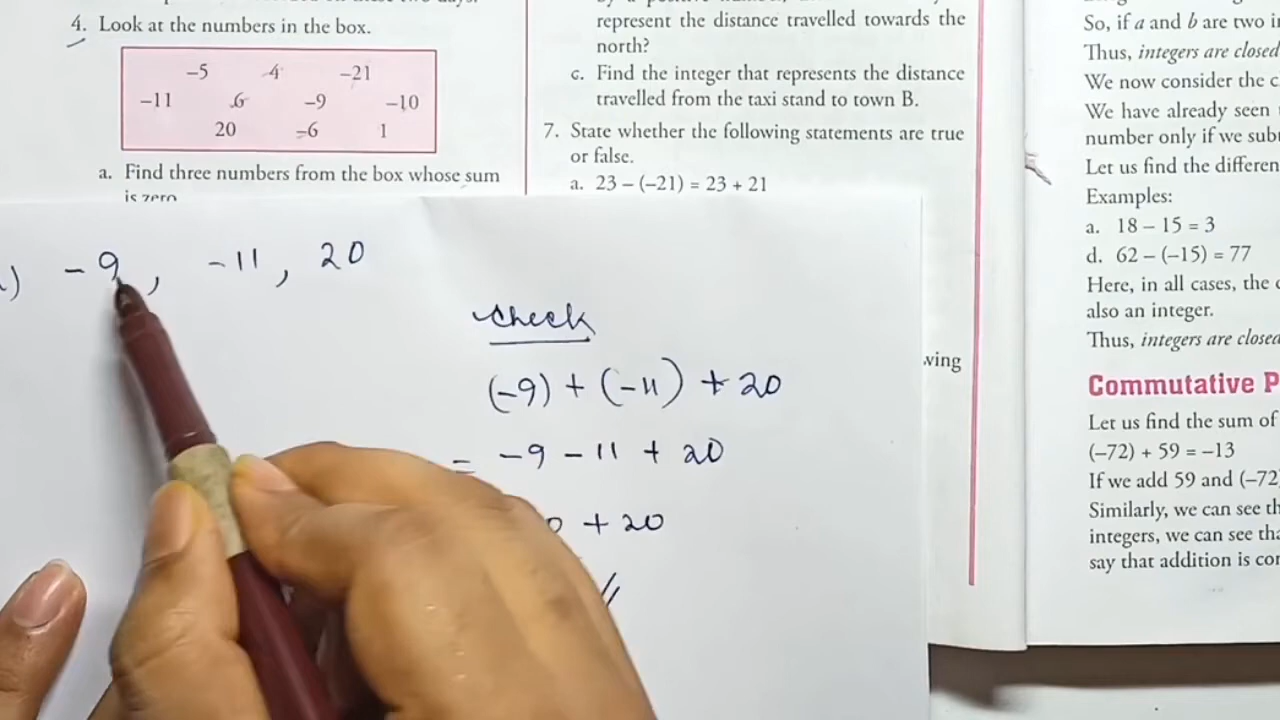 4. Look at the numbers in the box.
-5 4 -21
-11 6 -9 -10
20 -6 1
a. Find three numbers from the box whose sum
is zero
represent the distance travelled towards the
north?
c. Find the integer that represents the distance
travelled from the taxi stand to town B.
7. State whether the following statements are true
or false.
a. 23 – (–21) = 23 + 21
So, if a and b are two
Thus, integers are closed
We now consider the
We have already seen
number only if we
Let us find the
Examples:
a. 18 – 15 = 3
d. 62 – (–15) = 77
Here, in all cases, the
also an integer.
Thus, integers are closed
Commutative P
Let us find the sum of
(–72) + 59 = –13
If we add 59 and (–72
Similarly, we can see
integers, we can see
say that addition is
-9, -11, 20
Check
(-9) + (-11) + 20
= -9 - 11 + 20
+ 20